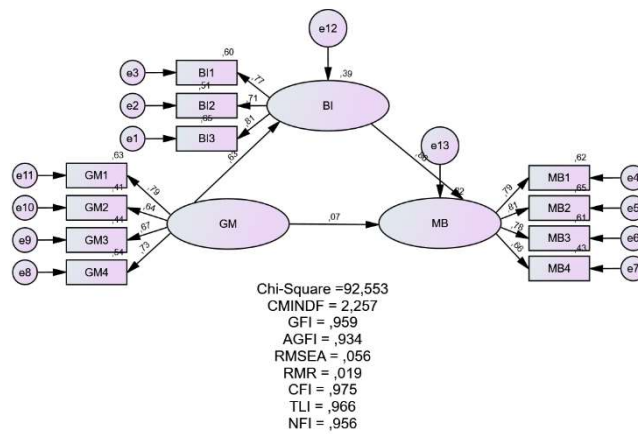 e12
,60
,39
e3
BI1
,77
,51
e2
BI2
,71
BI
,65
e1
BI3
,81
e13
,63
,63
,62
e11
GM1
,79
MB1
e4
,79
,41
,65
e10
GM2
,64
,81
MB2
e5
,44
,61
e9
GM3
,67
GM
,07
MB
,78
MB3
e6
,54
,43
e8
GM4
,73
,66
MB4
e7
Chi-Square =92,553
CMINDF = 2,257
GFI = ,959
AGFI = ,934
RMSEA = ,056
RMR = ,019
CFI = ,975
TLI = ,966
NFI = ,956